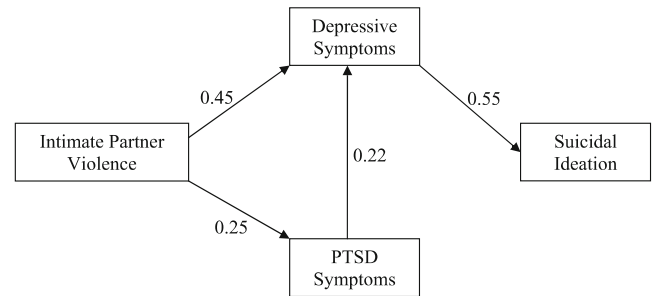 Depressive
Symptoms
0.45
0.55
Intimate Partner
Violence
Suicidal
Ideation
0.22
0.25
PTSD
Symptoms